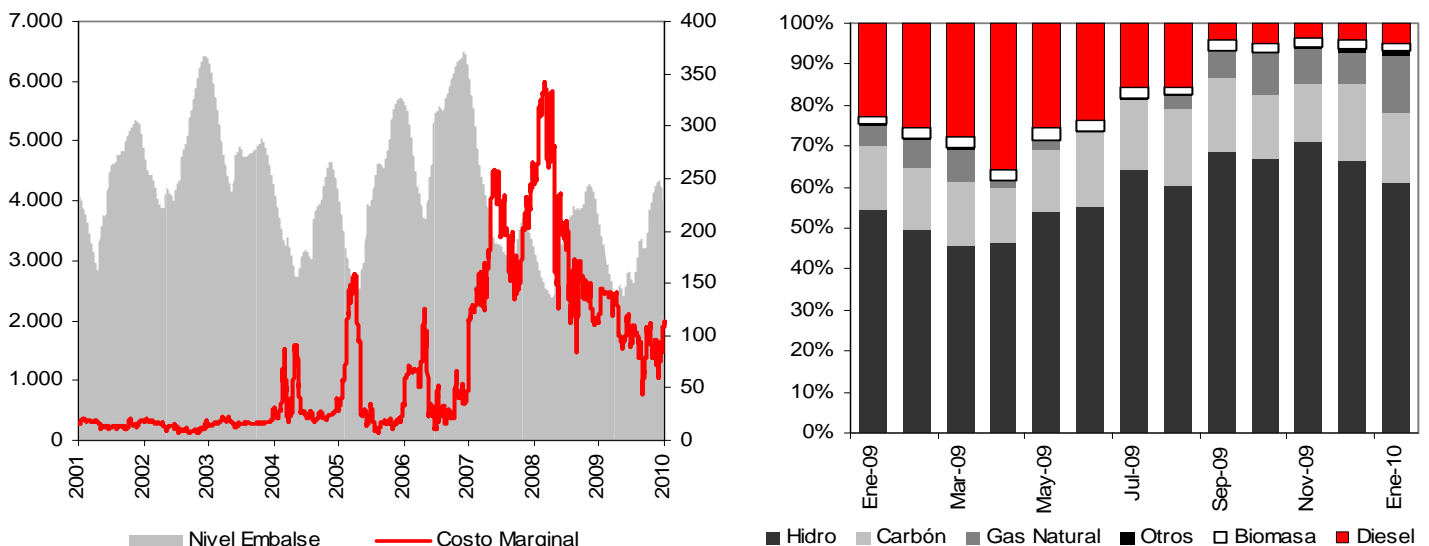 7.000
6.000
5.000
4.000
3.000
2.000
1.000
0
400
350
300
250
200
150
100
50
0
2001
2002
2003
2004
2005
2006
2007
2008
2009
2010
Nivel Embalse
Costo Marginal
100%
90%
80%
70%
60%
50%
40%
30%
20%
10%
0%
Ene-09
Mar-09
May-09
Jul-09
Sep-09
Nov-09
Ene-10
Hidro
Carbón
Gas Natural
Otros
Biomasa
Diesel